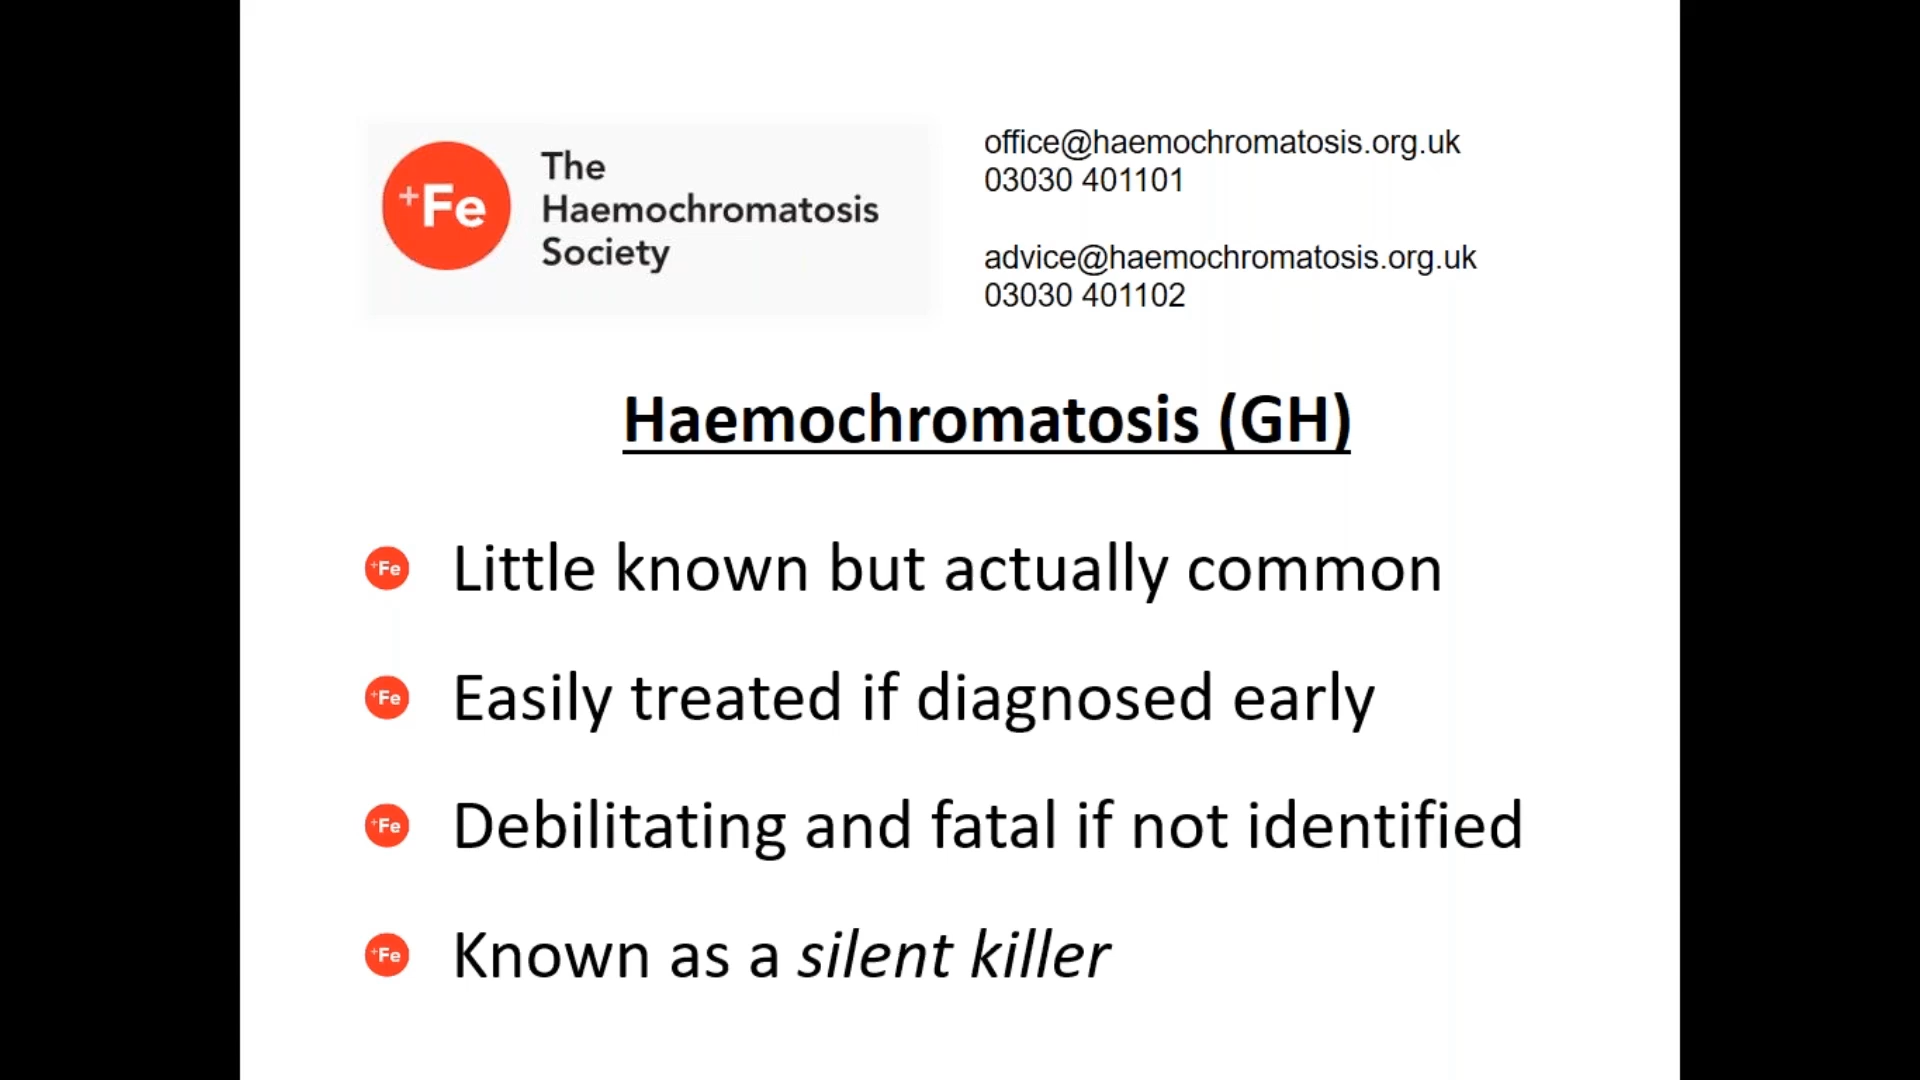 +Fe
The
Haemochromatosis
Society
office@haemochromatosis.org.uk
03030 401101
advice@haemochromatosis.org.uk
03030 401102
Haemochromatosis (GH)
+Fe Little known but actually common
+Fe Easily treated if diagnosed early
+Fe Debilitating and fatal if not identified
+Fe Known as a silent killer